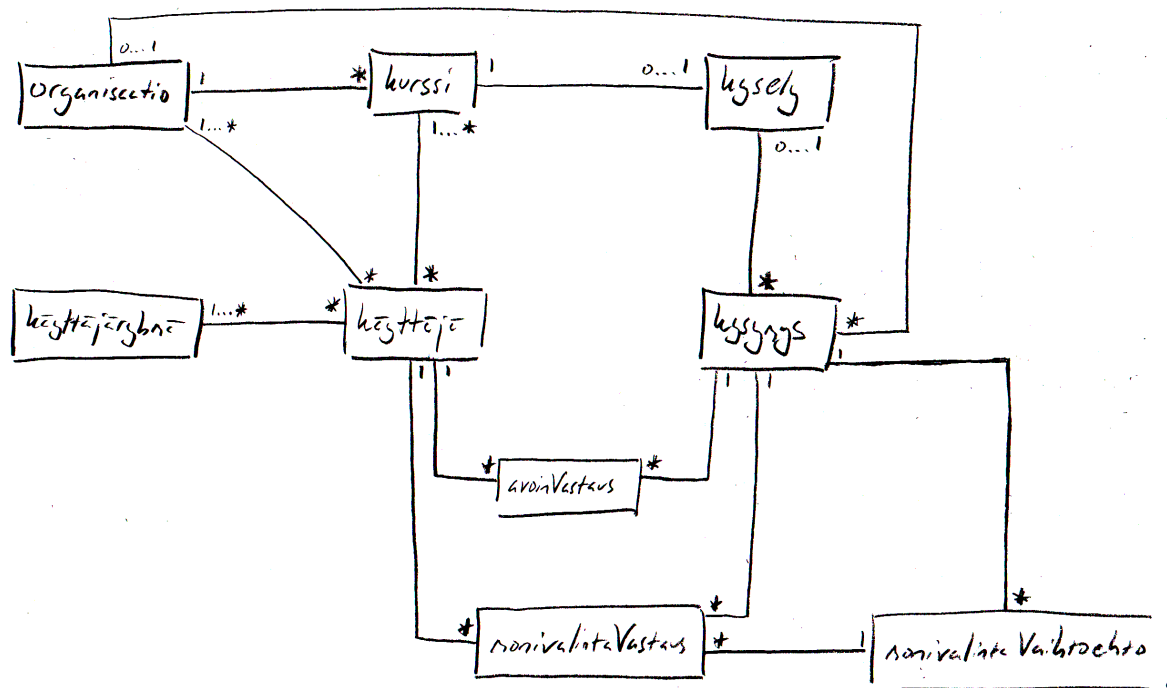 0...1
organisaatio
1
*
kurssi
1
0...1
kysely
1...*
1...*
0...1
*
*
*
käyttäjäryhmä
1...*
*
käyttäjä
kysymys
*
1
1
1
1
1
*
avoinVastaus
*
*
monivalintaVastaus
*
*
1
*
monivalintaVaihtoehto